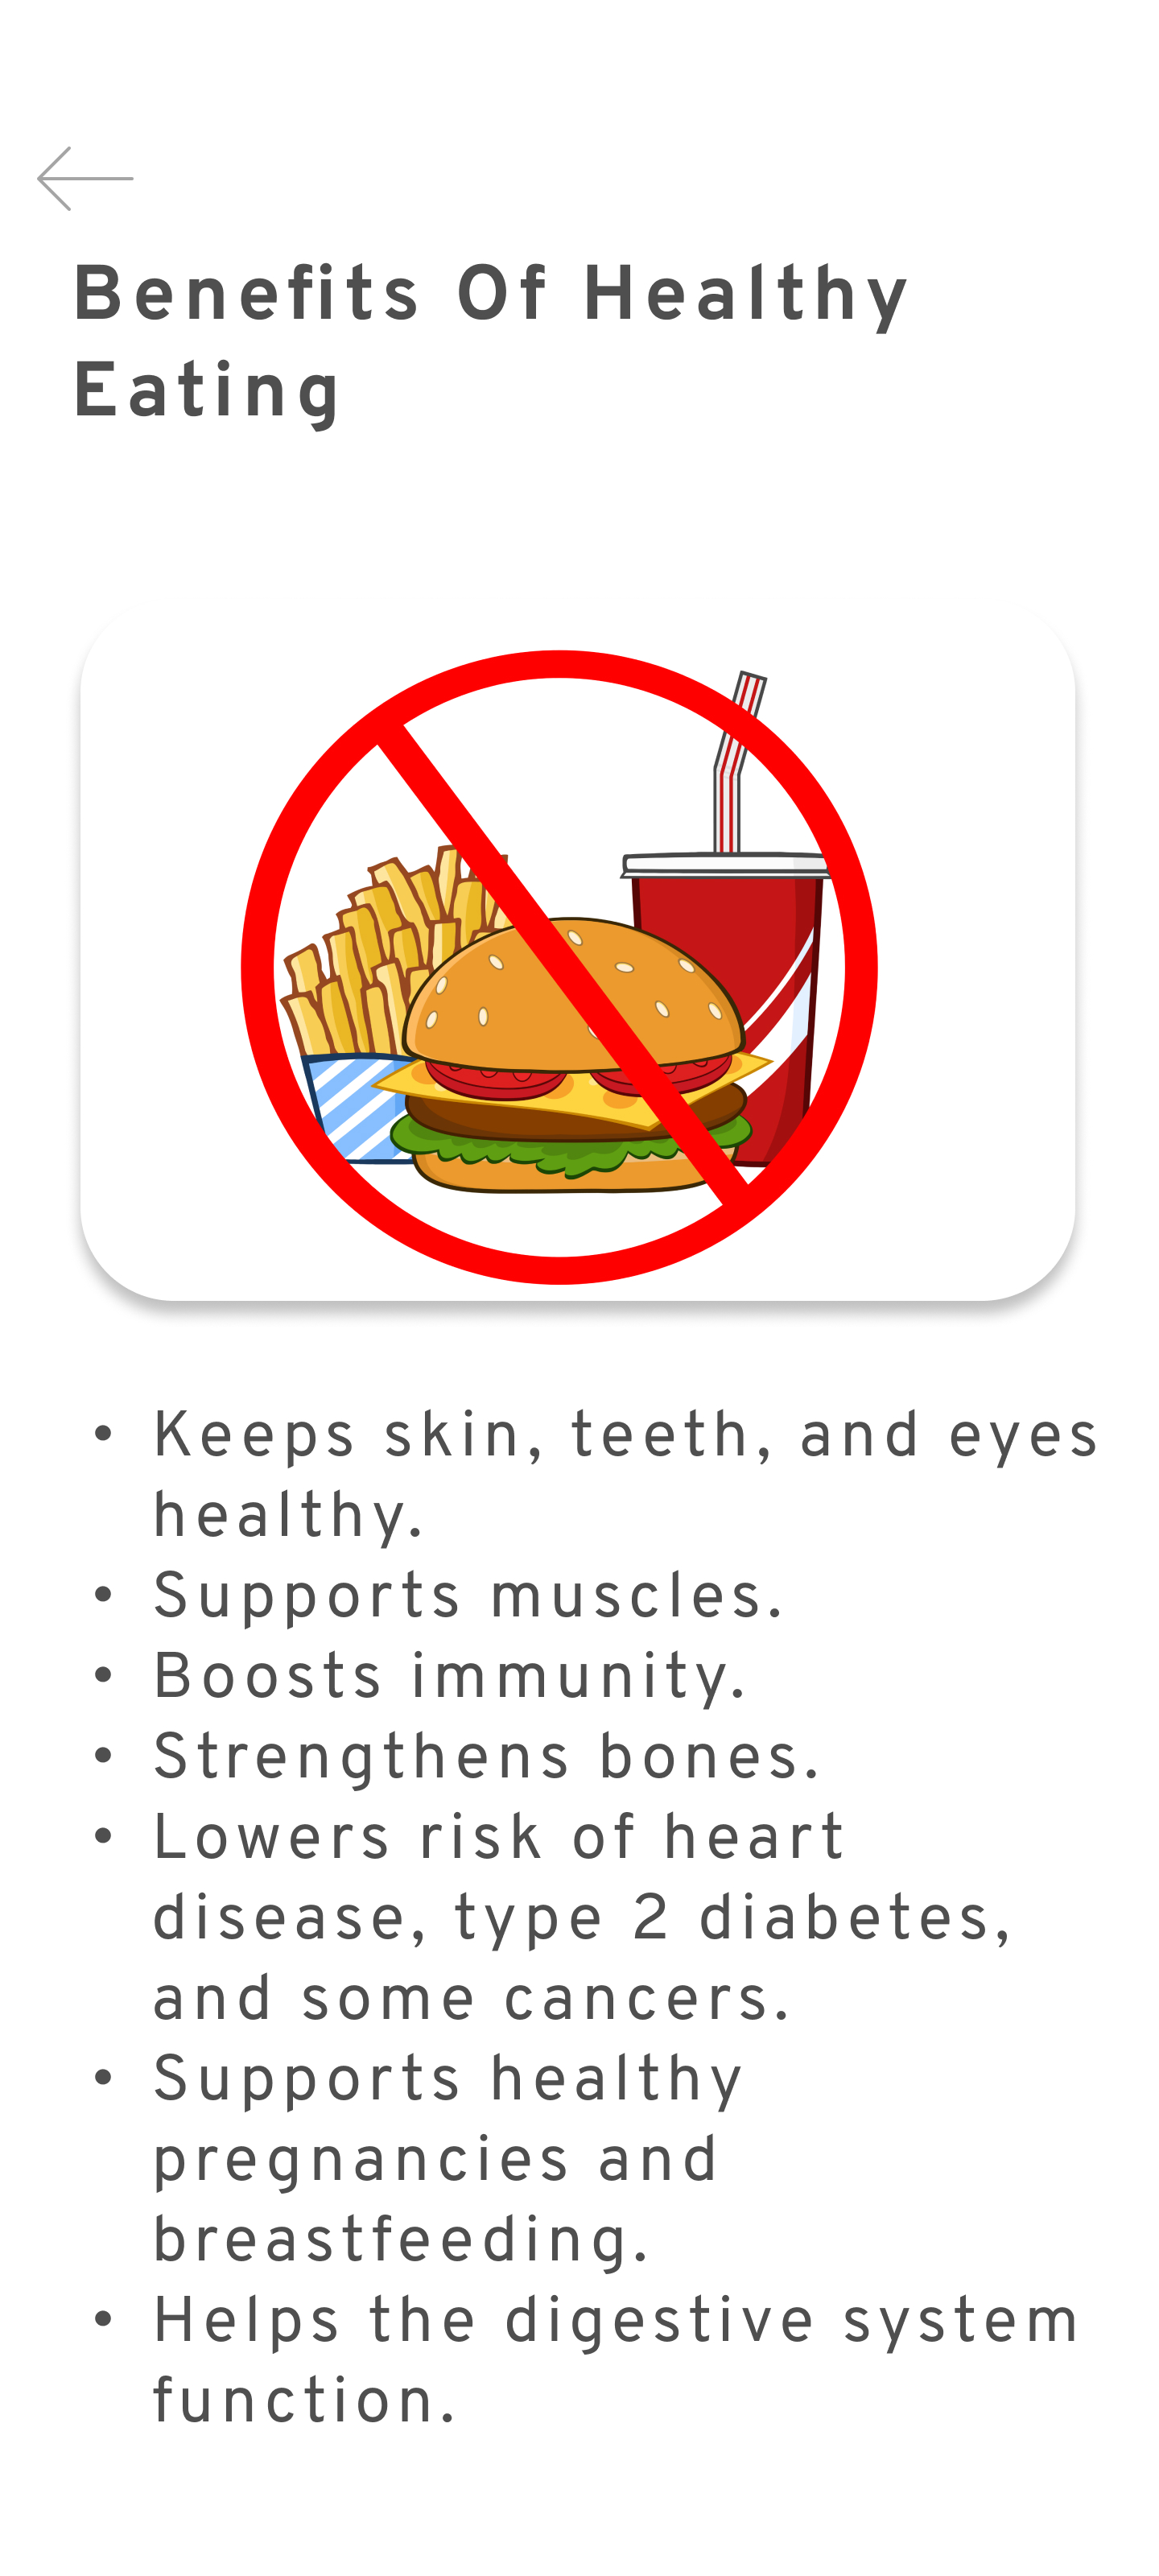 Benefits Of Healthy
Eating
• Keeps skin, teeth, and eyes
healthy.
• Supports muscles.
• Boosts immunity.
• Strengthens bones.
• Lowers risk of heart
disease, type 2 diabetes,
and some cancers.
• Supports healthy
pregnancies and
breastfeeding.
• Helps the digestive system
function.